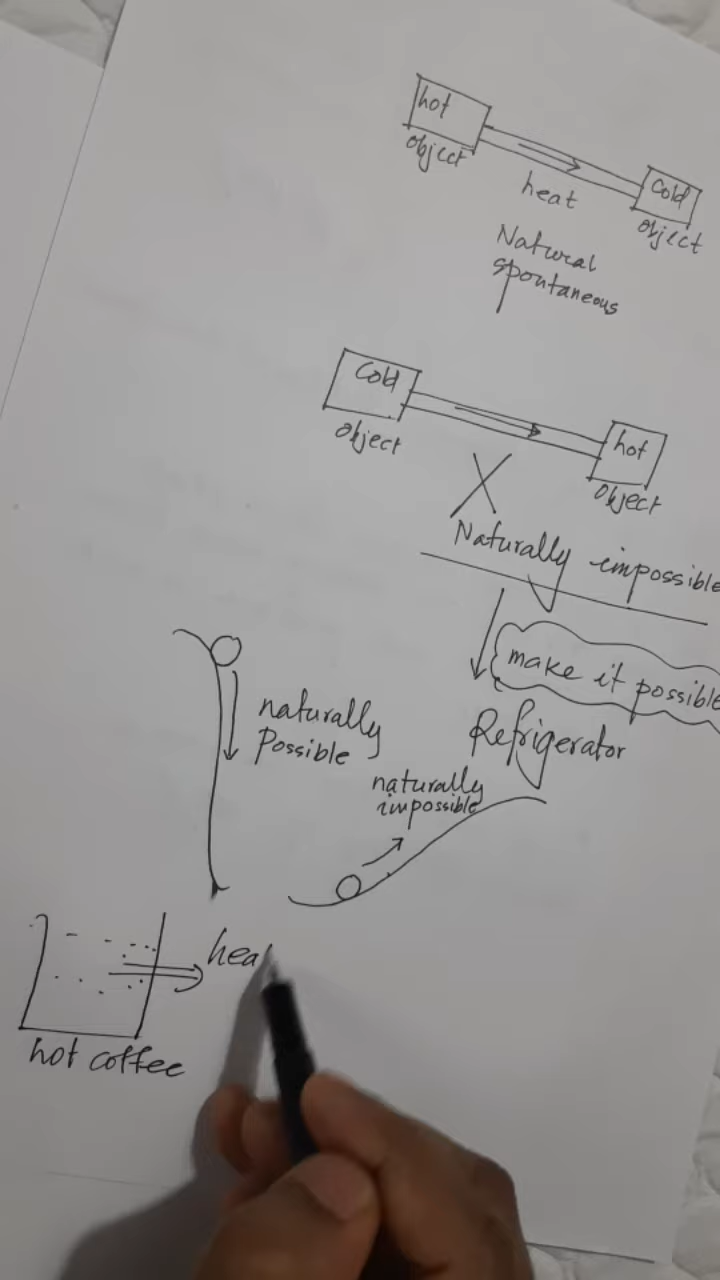 hot
object
heat
Cold
object
Natural
spontaneous
Cold
object
hot
object
Naturally impossible
make it possible
Refrigerator
naturally
Possible
naturally
impossible
hea
hot coffee